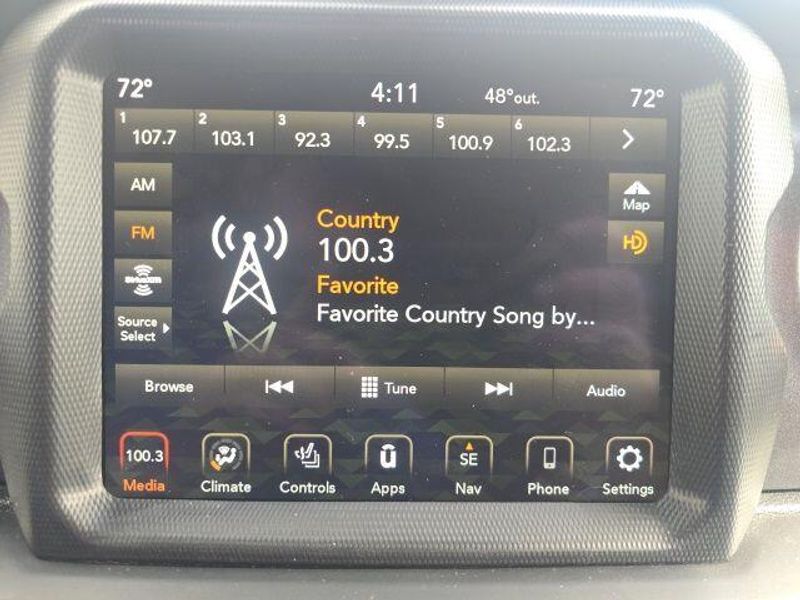 72° 4:11 48°out. 72°
1 107.7 2 103.1 3 92.3 4 99.5 5 100.9 6 102.3
AM
FM
SiriusXM
Source
Select
Country
100.3
Favorite
Favorite Country Song by...
Map
HD
Browse Tune Audio
100.3 SE
Media Climate Controls Apps Nav Phone Settings